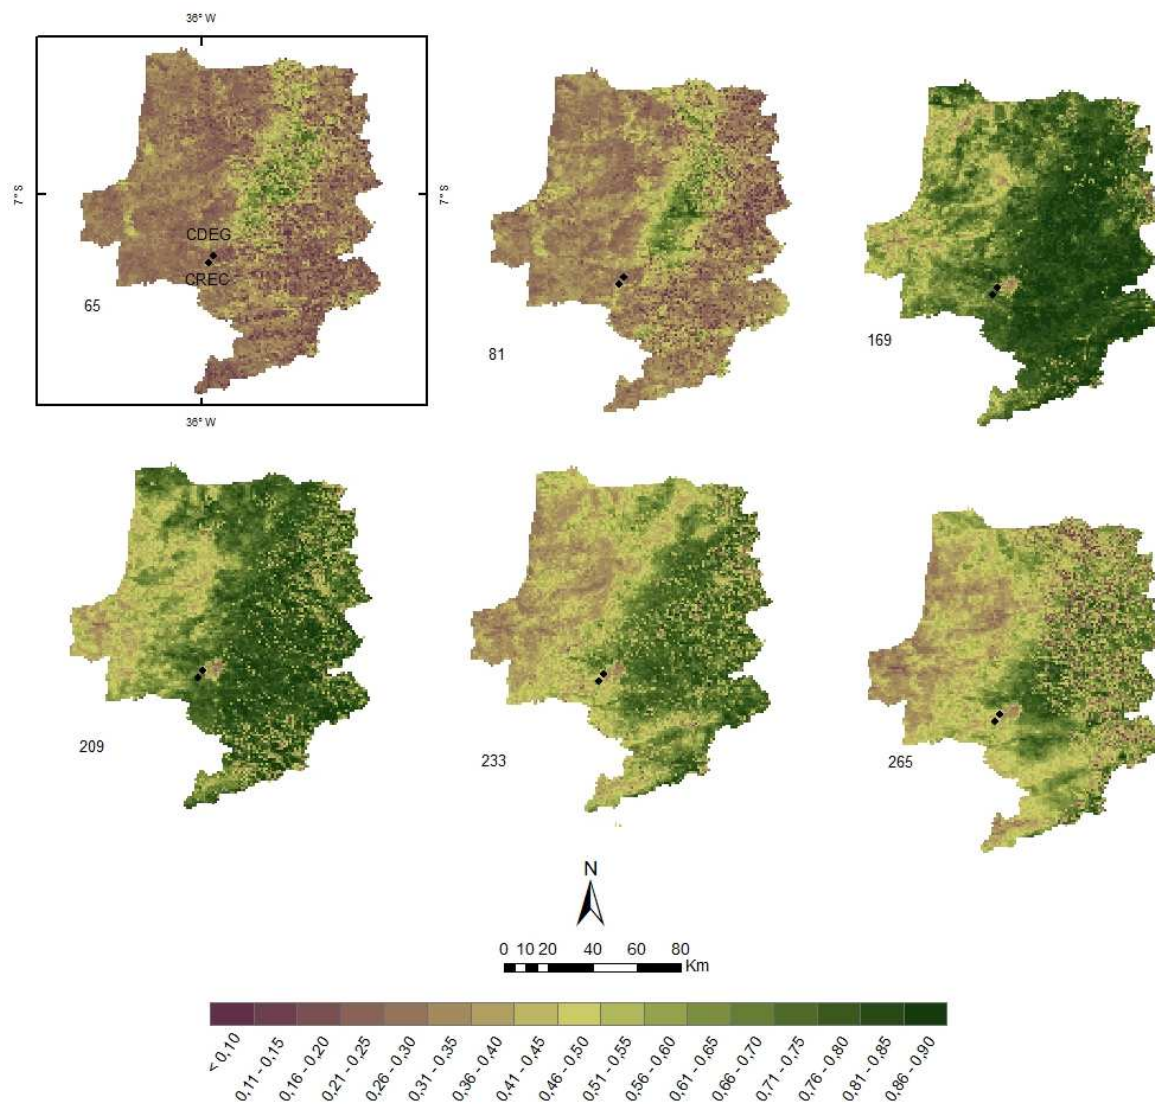 36° W
7° S
7° S
CDEG
CREC
65
36° W
81
169
209
233
265
N
0 10 20 40 60 80
Km
< 0,10
0,11 - 0,15
0,16 - 0,20
0,21 - 0,25
0,26 - 0,30
0,31 - 0,35
0,36 - 0,40
0,41 - 0,45
0,46 - 0,50
0,51 - 0,55
0,56 - 0,60
0,61 - 0,65
0,66 - 0,70
0,71 - 0,75
0,76 - 0,80
0,81 - 0,85
0,86 - 0,90